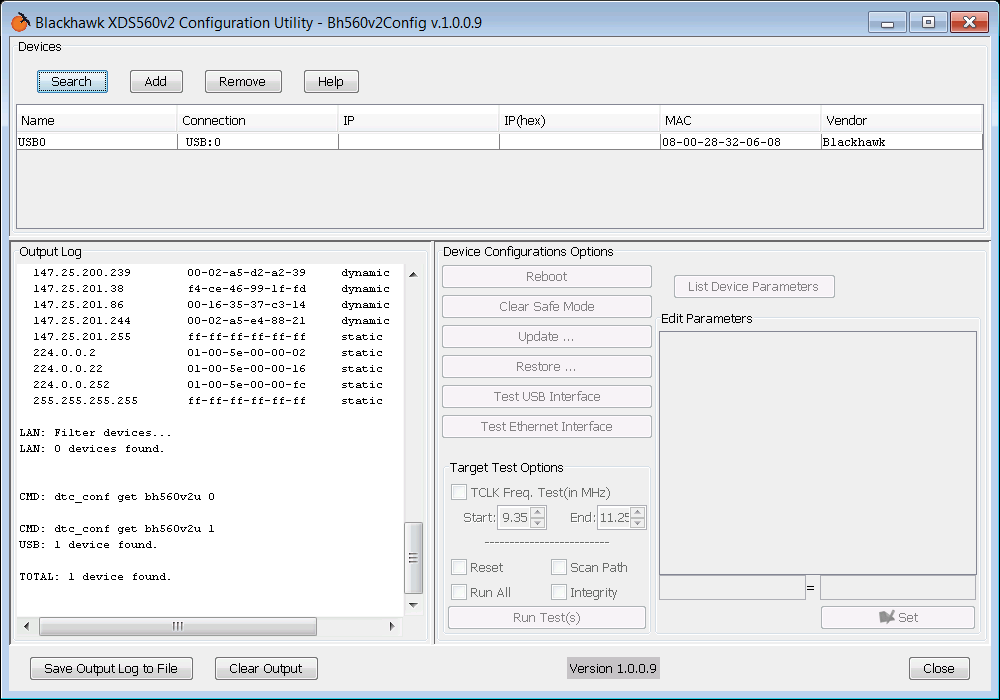 Blackhawk XDS560v2 Configuration Utility - Bh560v2Config v.1.0.0.9
Devices
Search Add Remove Help
Name Connection IP IP(hex) MAC Vendor
USB0 USB:0 08-00-28-32-06-08 Blackhawk
Output Log
147.25.200.239 00-02-a5-d2-a2-39 dynamic
147.25.201.38 f4-ce-46-99-1f-fd dynamic
147.25.201.86 00-16-35-37-c3-14 dynamic
147.25.201.244 00-02-a5-e4-88-21 dynamic
147.25.201.255 ff-ff-ff-ff-ff-ff static
224.0.0.2 01-00-5e-00-00-02 static
224.0.0.22 01-00-5e-00-00-16 static
224.0.0.252 01-00-5e-00-00-fc static
255.255.255.255 ff-ff-ff-ff-ff-ff static
LAN: Filter devices...
LAN: 0 devices found.
CMD: dtc_conf get bh560v2u 0
CMD: dtc_conf get bh560v2u 1
USB: 1 device found.
TOTAL: 1 device found.
Device Configurations Options
Reboot
Clear Safe Mode
Update ...
Restore ...
Test USB Interface
Test Ethernet Interface
Target Test Options
TCLK Freq. Test(in MHz)
Start: 9.35 End: 11.25
-------------------------
Reset Scan Path
Run All Integrity
Run Test(s)
List Device Parameters
Edit Parameters
=
Set
Save Output Log to File Clear Output Version 1.0.0.9 Close